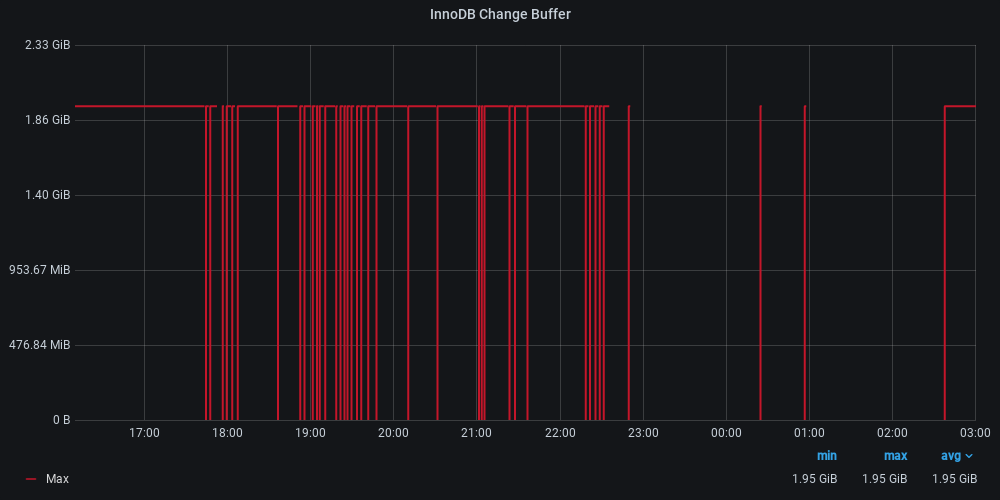 InnoDB Change Buffer
2.33 GiB
1.86 GiB
1.40 GiB
953.67 MiB
476.84 MiB
0 B
17:00 18:00 19:00 20:00 21:00 22:00 23:00 00:00 01:00 02:00 03:00
min max avg
Max 1.95 GiB 1.95 GiB 1.95 GiB